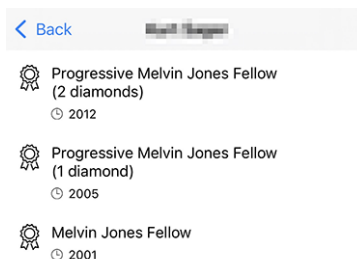 Back
Progressive Melvin Jones Fellow
(2 diamonds)
2012
Progressive Melvin Jones Fellow
(1 diamond)
2005
Melvin Jones Fellow
2001